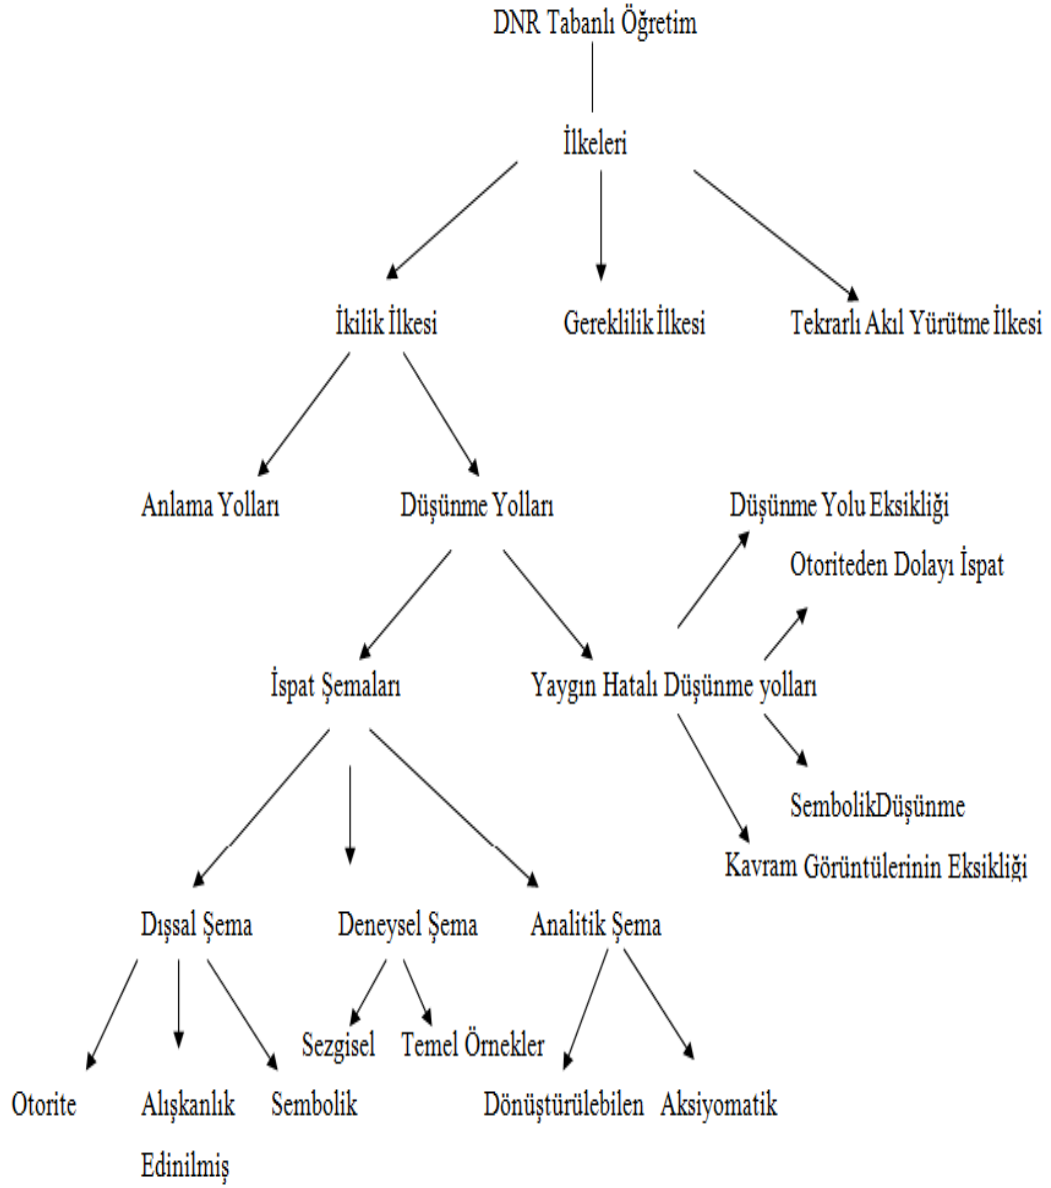 DNR Tabanlı Öğretim
İlkeleri
İkilik İlkesi
Gereklilik İlkesi
Tekrarlı Akıl Yürütme İlkesi
Anlama Yolları
Düşünme Yolları
Düşünme Yolu Eksikliği
Otoriteden Dolayı İspat
İspat Şemaları
Yaygın Hatalı Düşünme yolları
SembolikDüşünme
Kavram Görüntülerinin Eksikliği
Dışsal Şema
Deneysel Şema
Analitik Şema
Sezgisel
Temel Örnekler
Otorite
Alışkanlık
Edinilmiş
Sembolik
Dönüştürülebilen
Aksiyomatik